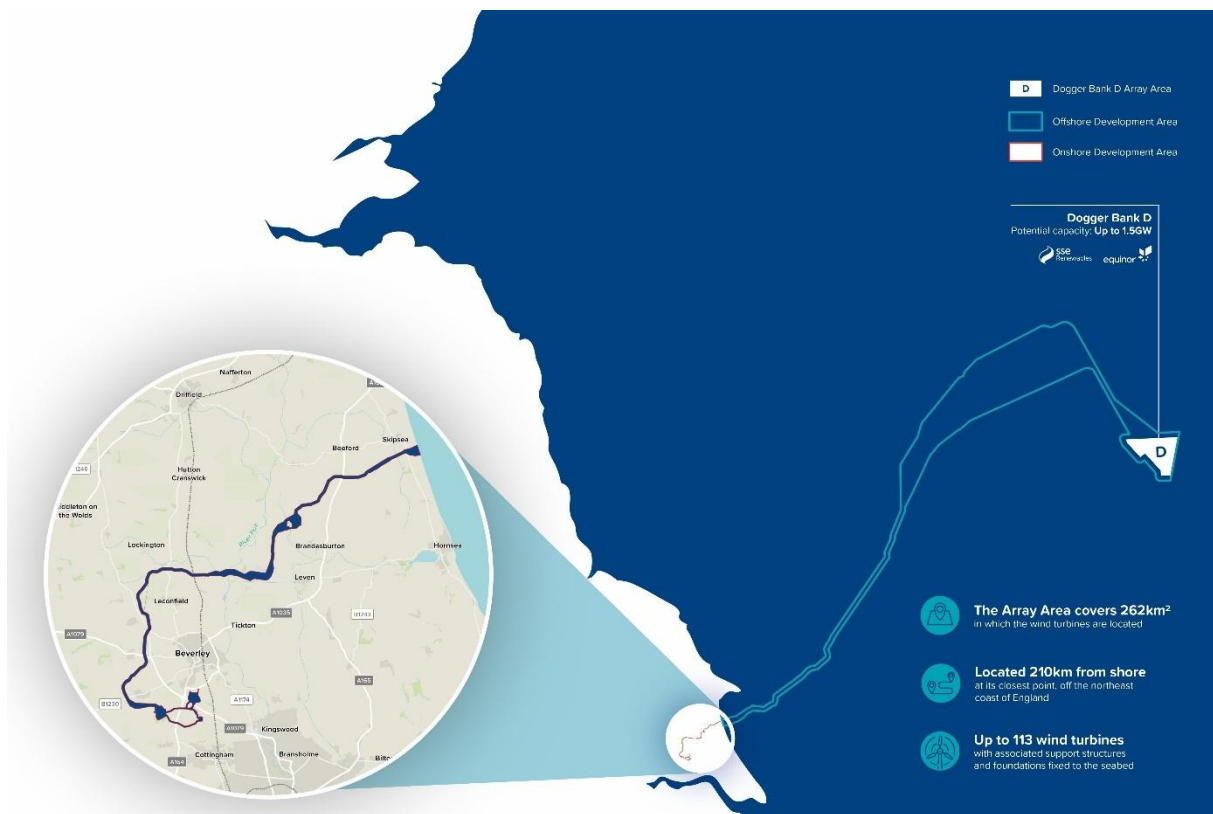 D Dogger Bank D Array Area
Offshore Development Area
Onshore Development Area
Dogger Bank D
Potential capacity: Up to 1.5GW
sse
Renewables
equinor
D
The Array Area covers 262km²
in which the wind turbines are located
Located 210km from shore
at its closest point, off the northeast
coast of England
Up to 113 wind turbines
with associated support structures
and foundations fixed to the seabed
Nafferton
Driffield
Skipsea
Beeford
Hutton
Cranswick
the Wolds
Lockington
River Hull
Brandesburton
Hornsea
Leven
Leconfield
A1035
B1243
Tickton
A1079
Beverley
A165
B1230
A1174
A1079
Kingswood
Cottingham
Bransholme
A164